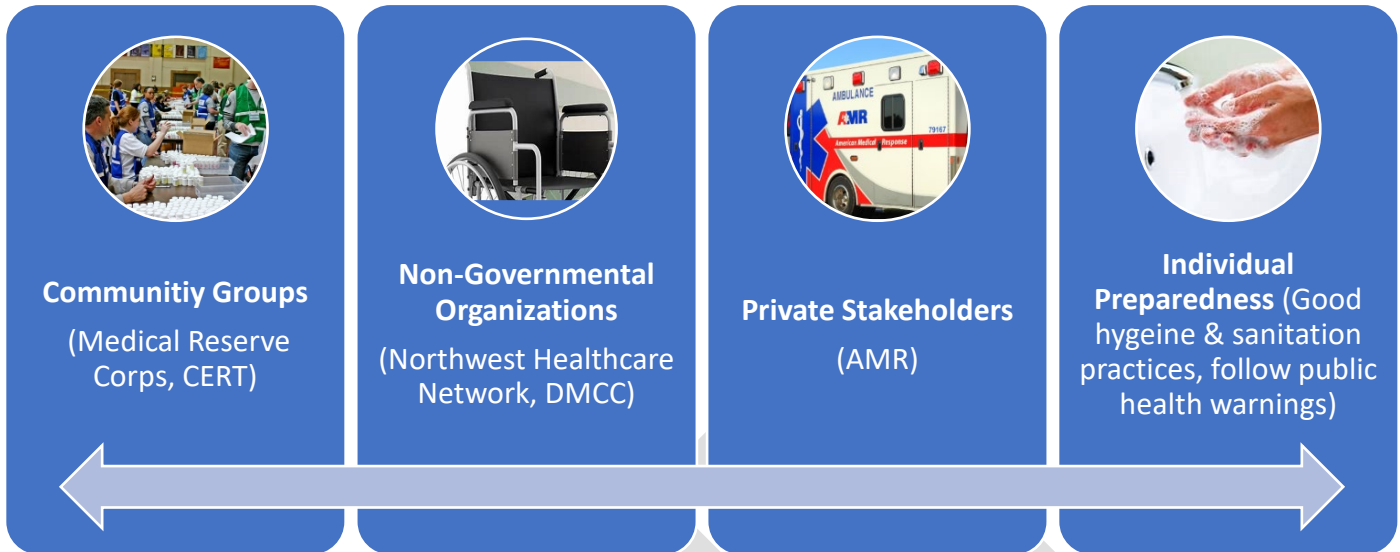 Communitiy Groups
(Medical Reserve
Corps, CERT)
Non-Governmental
Organizations
(Northwest Healthcare
Network, DMCC)
AMBULANCE
AMR
79167
American Medical Response
Private Stakeholders
(AMR)
Individual
Preparedness (Good
hygeine & sanitation
practices, follow public
health warnings)